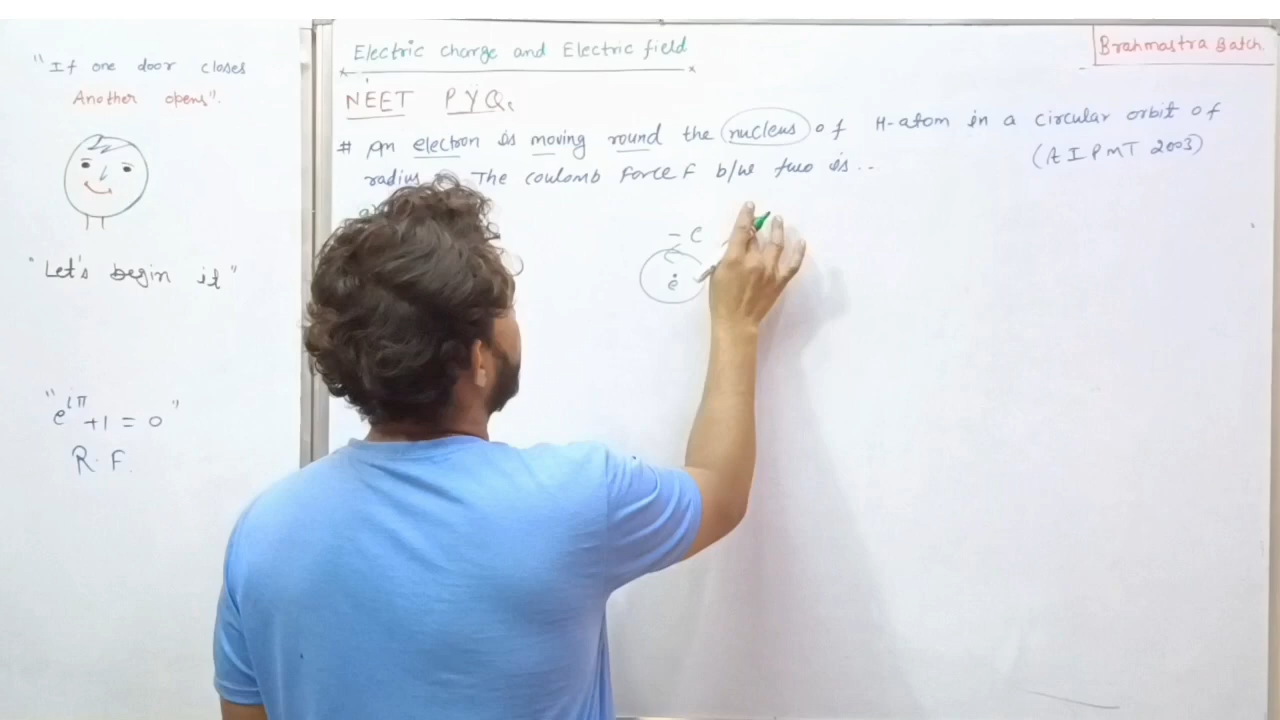 "If one door closes
Another opens".
"Let's begin it"
"e^iπ +1 = 0"
R. F.
Electric charge and Electric field
Brahmastra Batch.
NEET PYQs
# An electron is moving round the nucleus of H-atom in a circular orbit of
radius The coulomb Force F b/w two is...
(AIPMT 2003)
- e
e